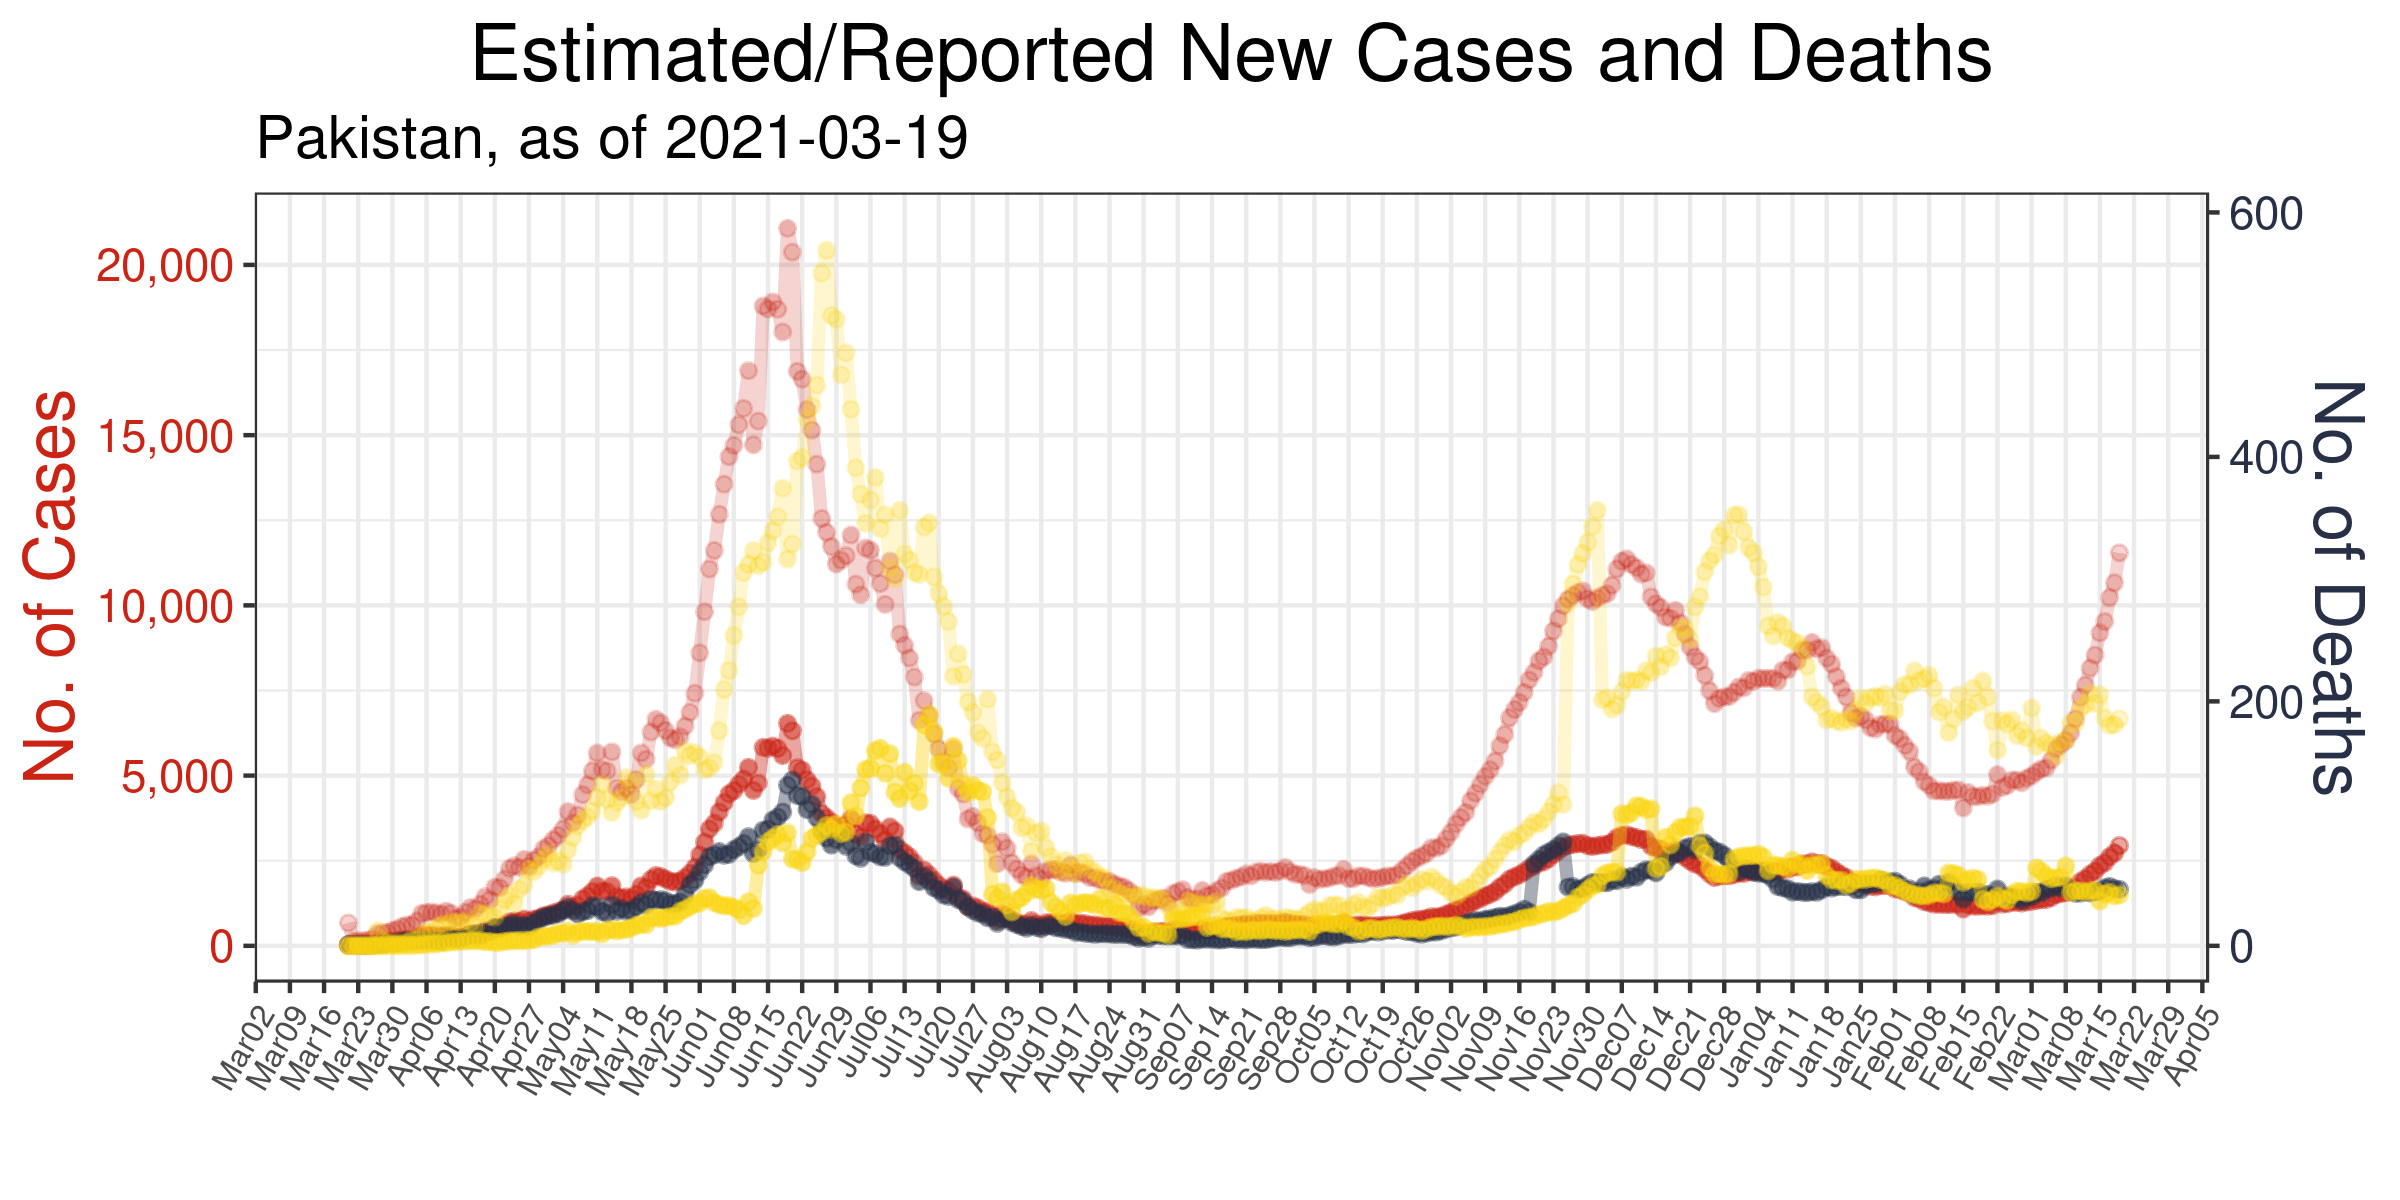 Estimated/Reported New Cases and Deaths
Pakistan, as of 2021-03-19
No. of Cases
20,000
15,000
10,000
5,000
0
600
400
200
0
No. of Deaths
Mar02
Mar09
Mar16
Mar23
Mar30
Apr06
Apr13
Apr20
Apr27
May04
May11
May18
May25
Jun01
Jun08
Jun15
Jun22
Jun29
Jul06
Jul13
Jul20
Jul27
Aug03
Aug10
Aug17
Aug24
Aug31
Sep07
Sep14
Sep21
Sep28
Oct05
Oct12
Oct19
Oct26
Nov02
Nov09
Nov16
Nov23
Nov30
Dec07
Dec14
Dec21
Dec28
Dec04
Jan11
Jan18
Jan25
Feb01
Feb08
Feb15
Feb22
Mar01
Mar08
Mar15
Mar22
Mar29
Apr05